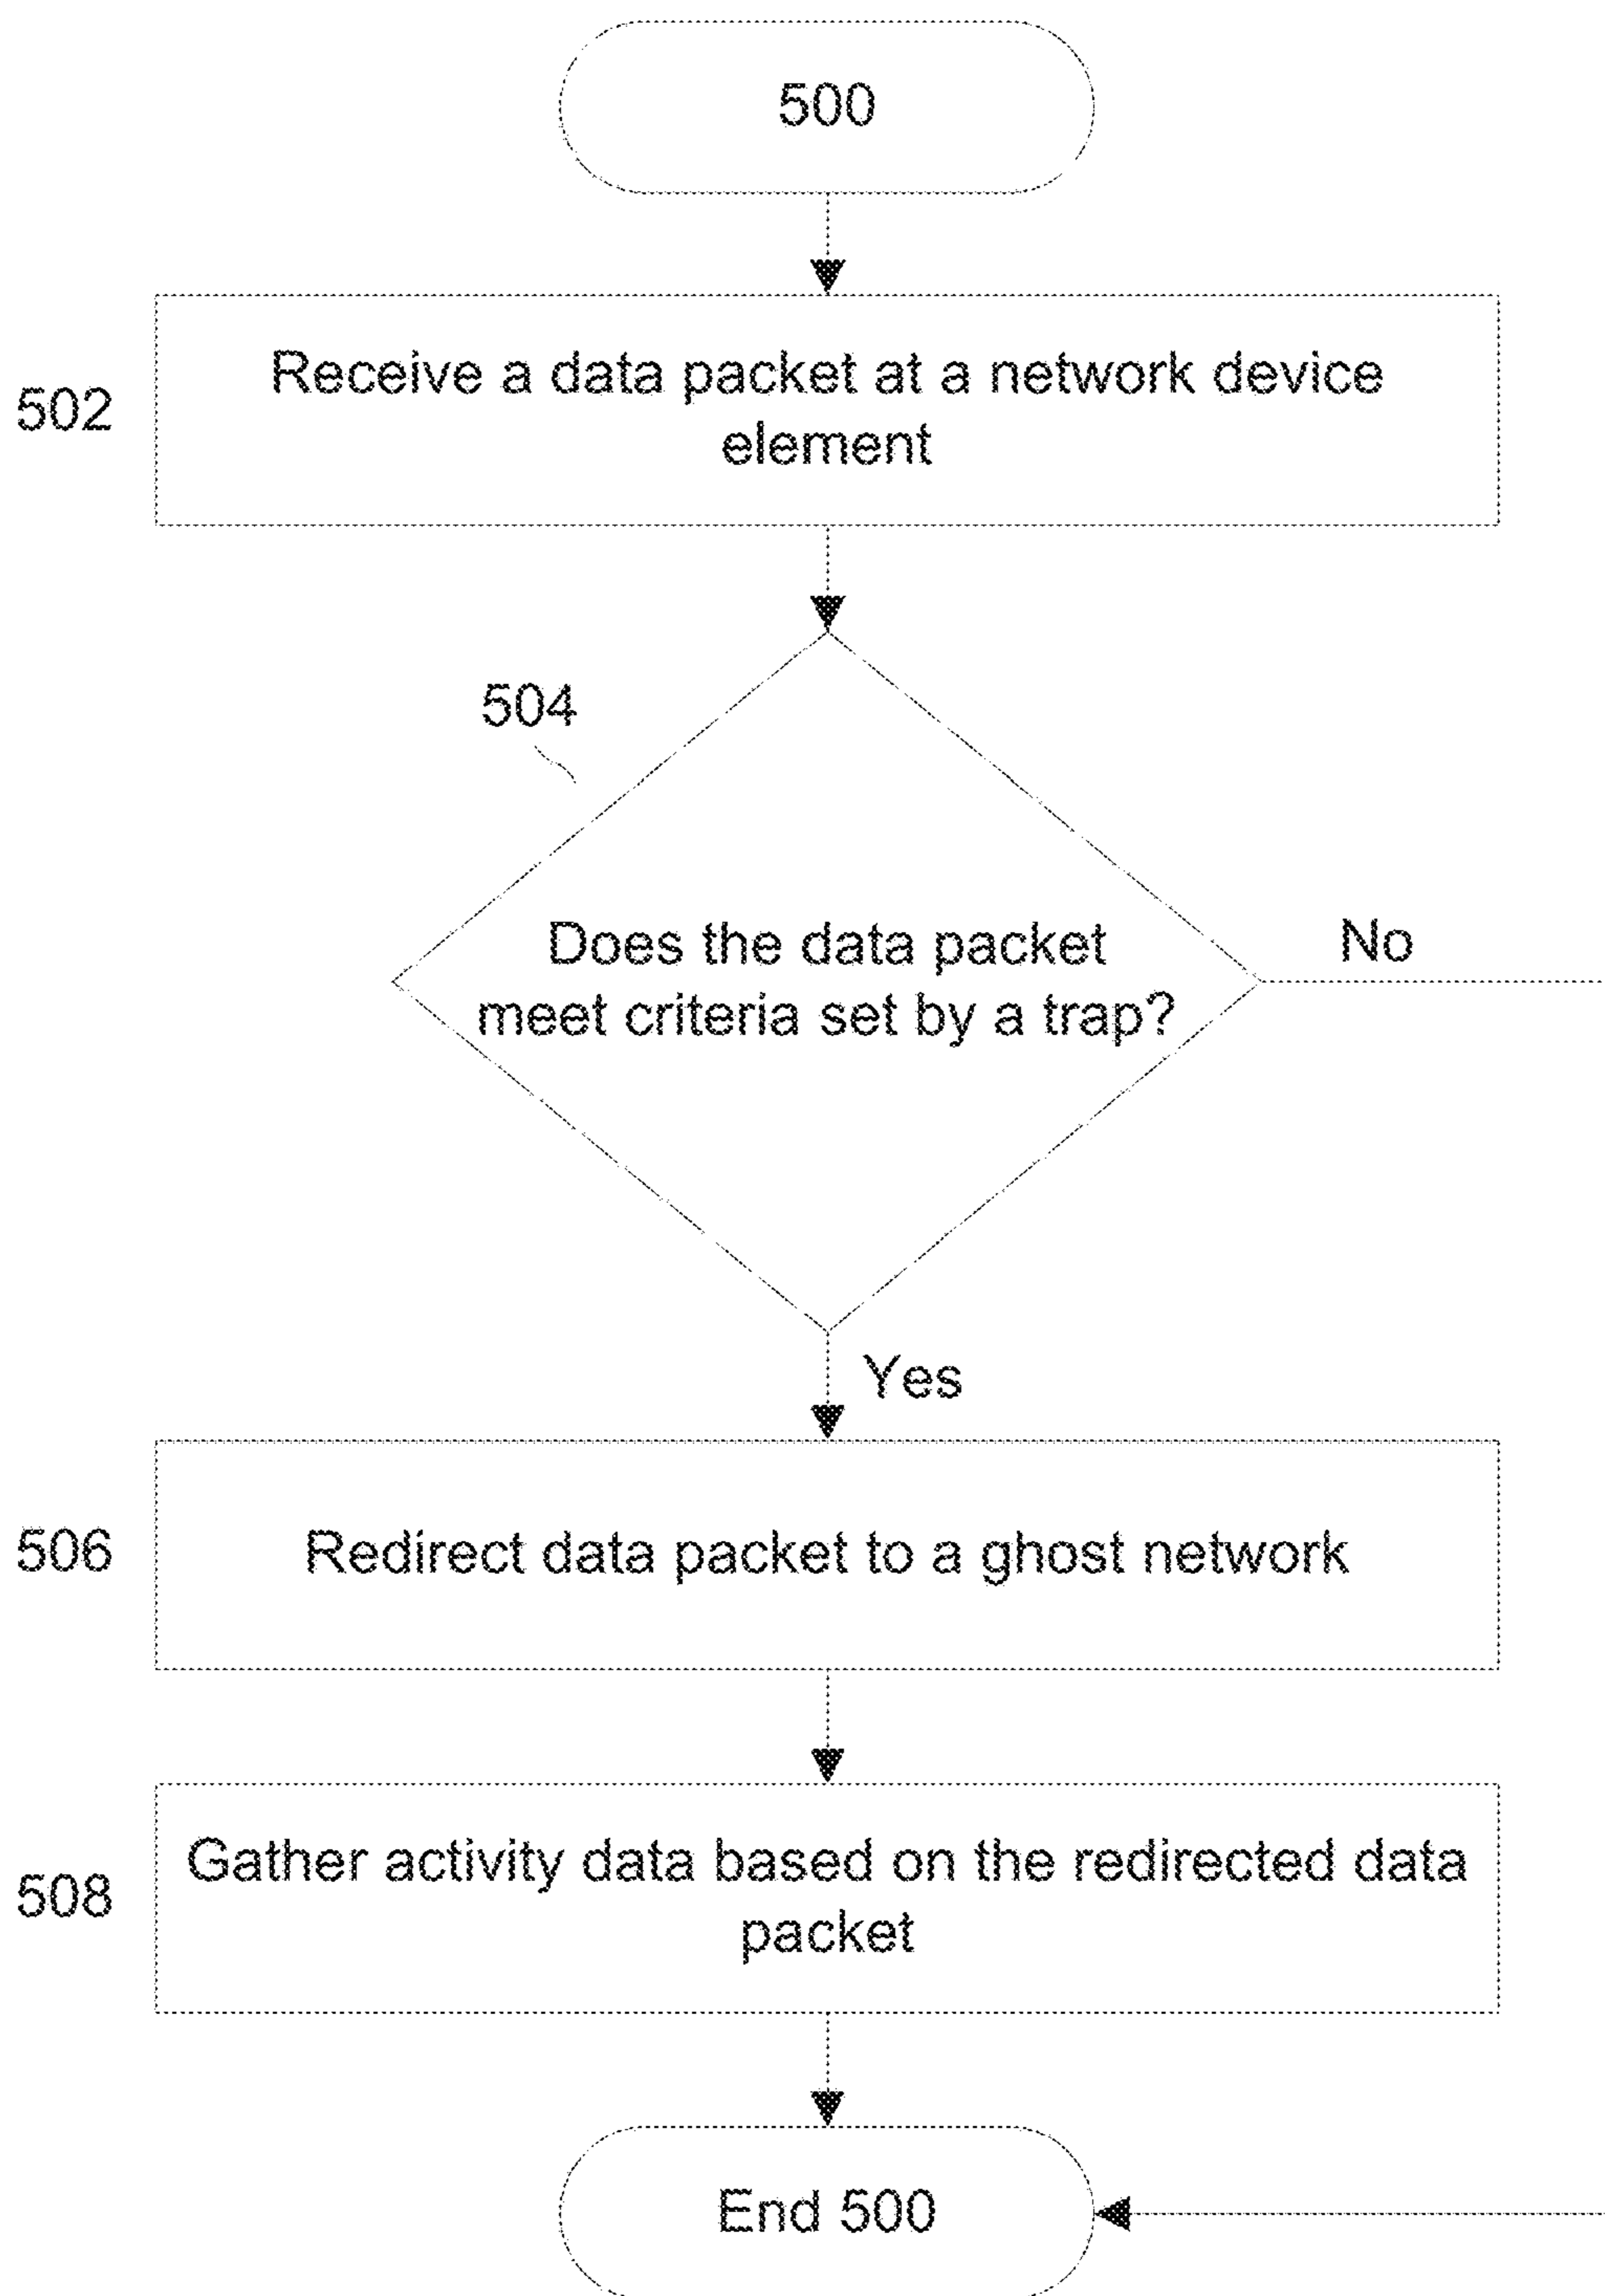 500
502
Receive a data packet at a network device
element
504
Does the data packet
meet criteria set by a trap?
No
Yes
506
Redirect data packet to a ghost network
508
Gather activity data based on the redirected data
packet
End 500